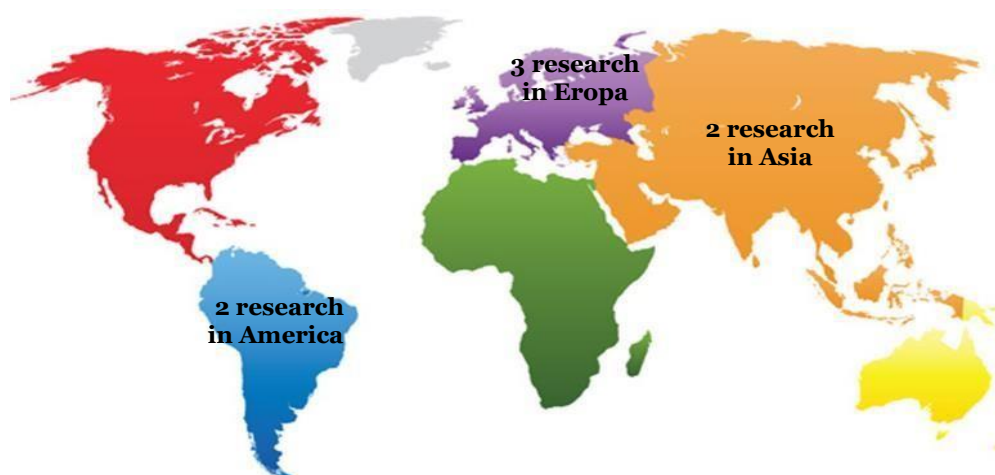 3 research
in Eropa
2 research
in Asia
2 research
in America